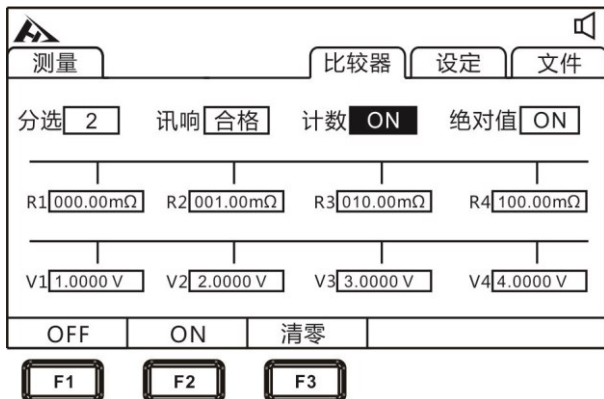 测量 比较器 设定 文件
分选 2 讯响 合格 计数 ON 绝对值 ON
R1 000.00mΩ R2 001.00mΩ R3 010.00mΩ R4 100.00mΩ
V1 1.0000 V V2 2.0000 V V3 3.0000 V V4 4.0000 V
OFF ON 清零
F1 F2 F3